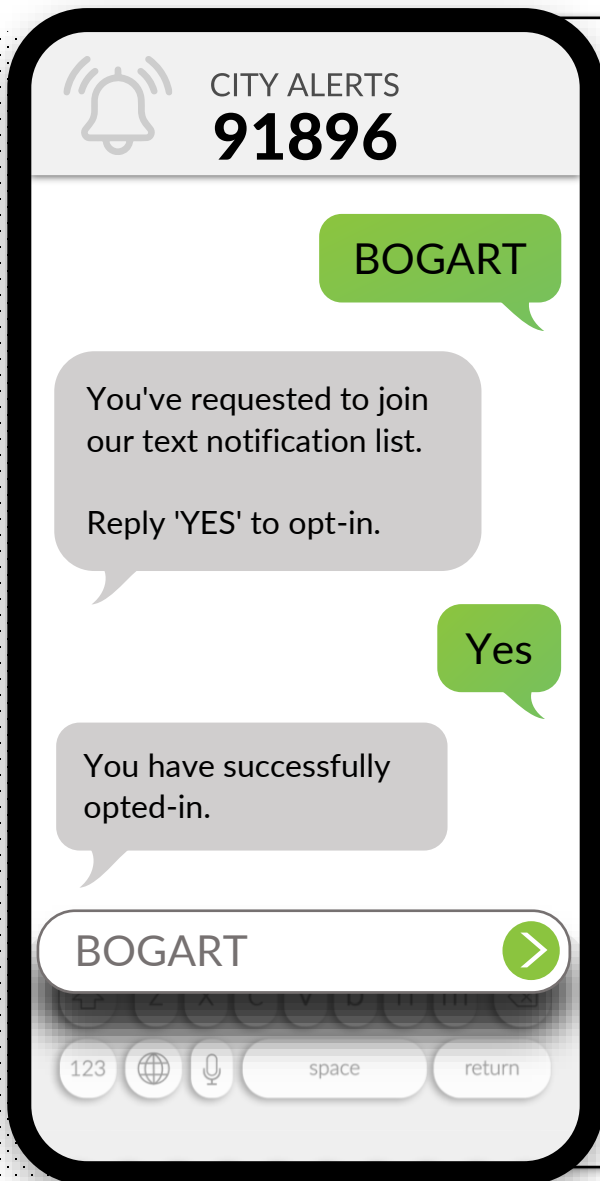 CITY ALERTS
91896
BOGART
You've requested to join
our text notification list.
Reply 'YES' to opt-in.
Yes
You have successfully
opted-in.
BOGART
Z X C V b n m
123 space return